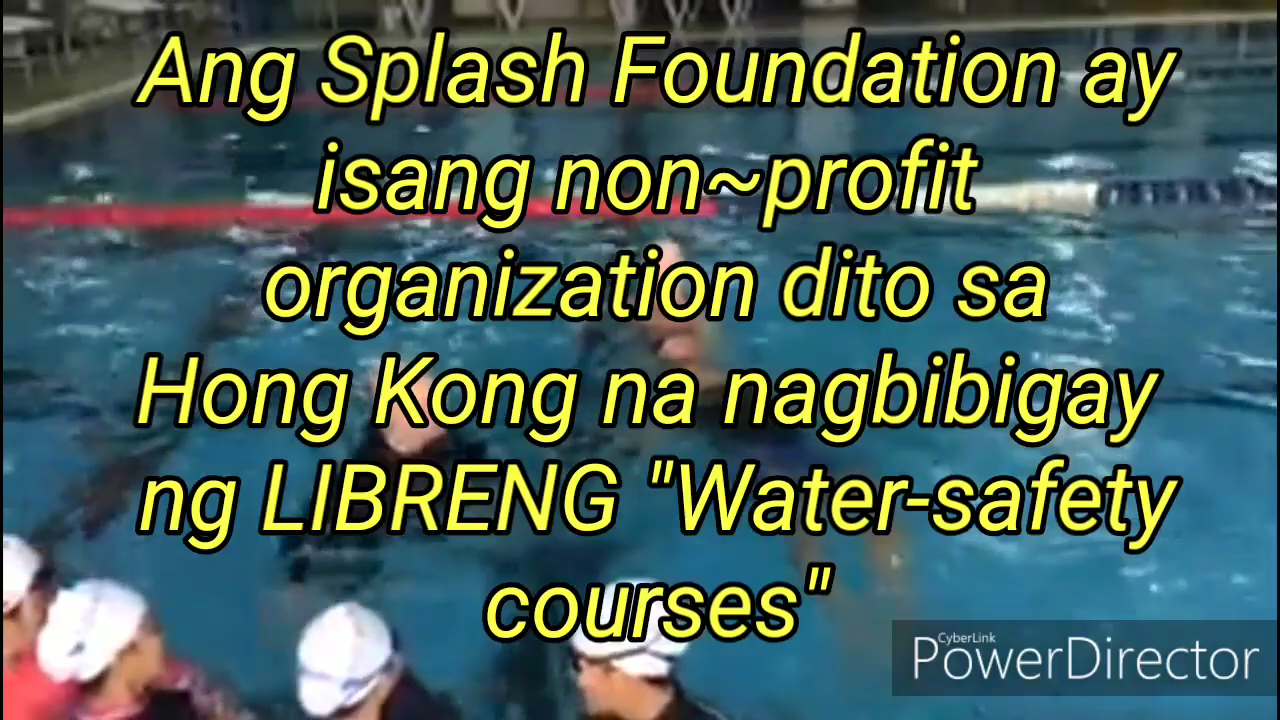 Ang Splash Foundation ay
isang non~profit
organization dito sa
Hong Kong na nagbibigay
ng LIBRENG "Water-safety
courses"
CyberLink
PowerDirector